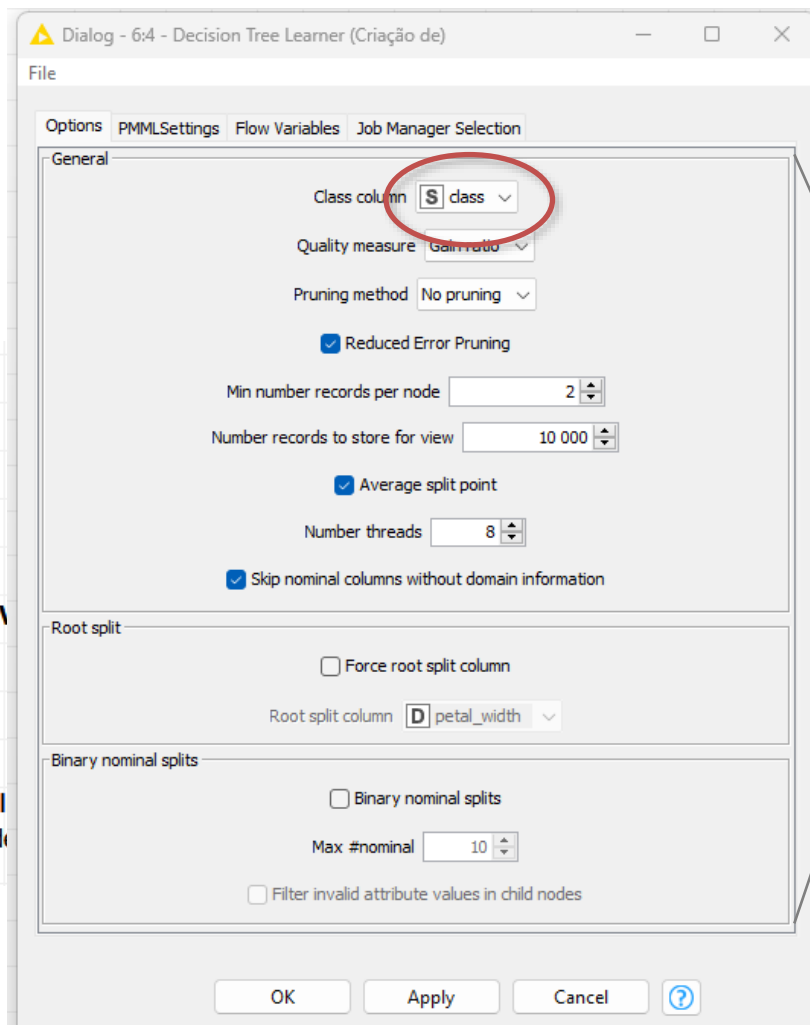 Dialog - 6:4 - Decision Tree Learner (Criação de)
File
Options PMMLSettings Flow Variables Job Manager Selection
General
Class column S class
Quality measure Gain ratio
Pruning method No pruning
Reduced Error Pruning
Min number records per node 2
Number records to store for view 10 000
Average split point
Number threads 8
Skip nominal columns without domain information
Root split
Force root split column
Root split column D petal_width
Binary nominal splits
Binary nominal splits
Max #nominal 10
Filter invalid attribute values in child nodes
OK Apply Cancel ?